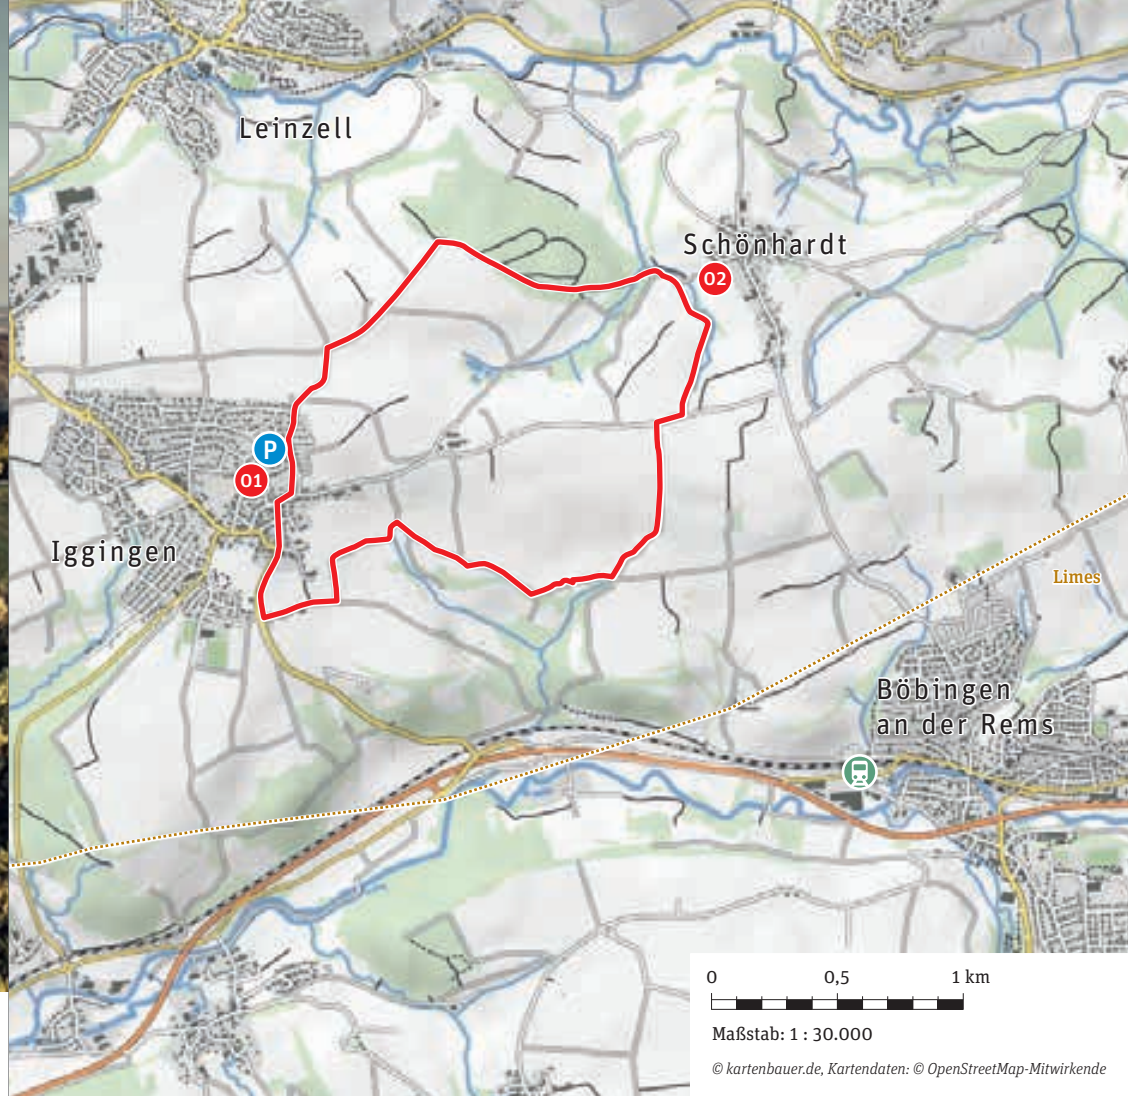 Leinzell
Schönhardt
02
P
01
Iggingen
Limes
Böbingen
an der Rems
0 0,5 1 km
Maßstab: 1 : 30.000
© kartenbauer.de, Kartendaten: © OpenStreetMap-Mitwirkende